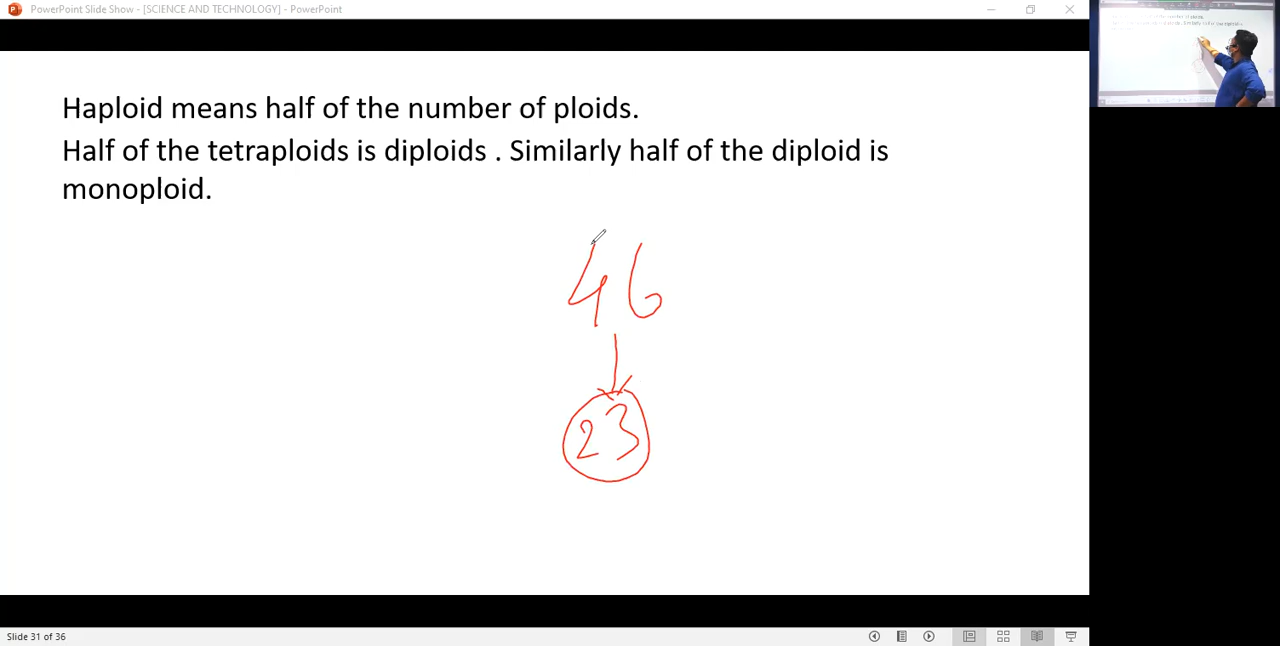 PowerPoint Slide Show - [SCIENCE AND TECHNOLOGY] - PowerPoint
Haploid means half of the number of ploids.
Half of the tetraploids is diploids . Similarly half of the diploid is
monoploid.
46
23
Slide 31 of 36